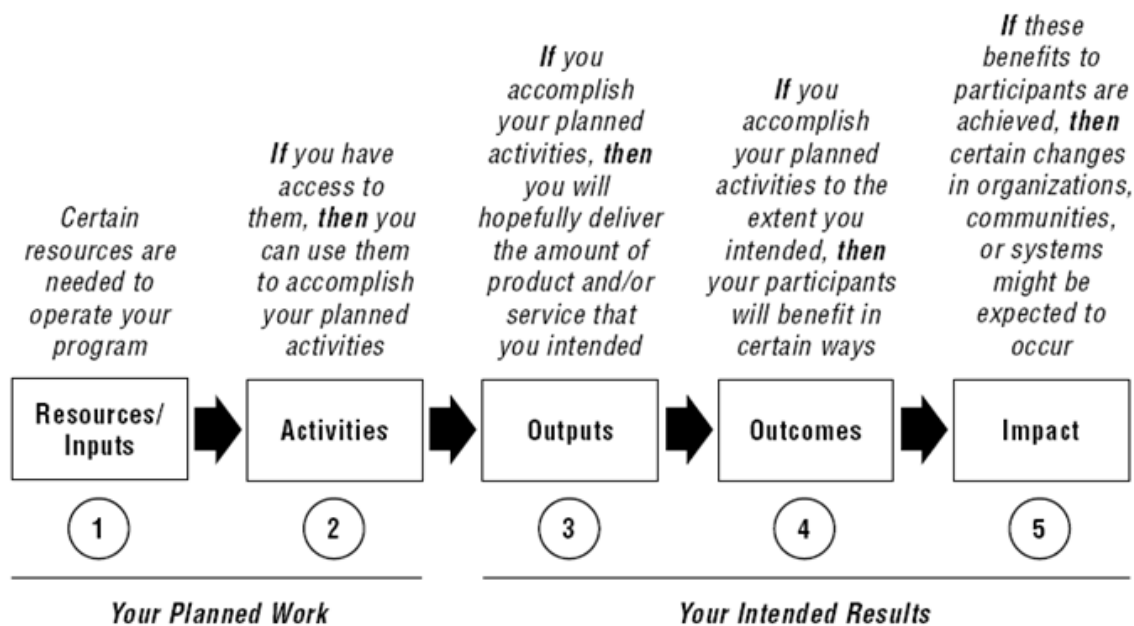 Certain
resources are
needed to
operate your
program
If you have
access to
them, then you
can use them
to accomplish
your planned
activities
If you
accomplish
your planned
activities, then
you will
hopefully deliver
the amount of
product and/or
service that
you intended
If you
accomplish
your planned
activities to the
extent you
intended, then
your participants
will benefit in
certain ways
If these
benefits to
participants are
achieved, then
certain changes
in organizations,
communities,
or systems
might be
expected to
occur
Resources/
Inputs
Activities
Outputs
Outcomes
Impact
1
2
3
4
5
Your Planned Work
Your Intended Results